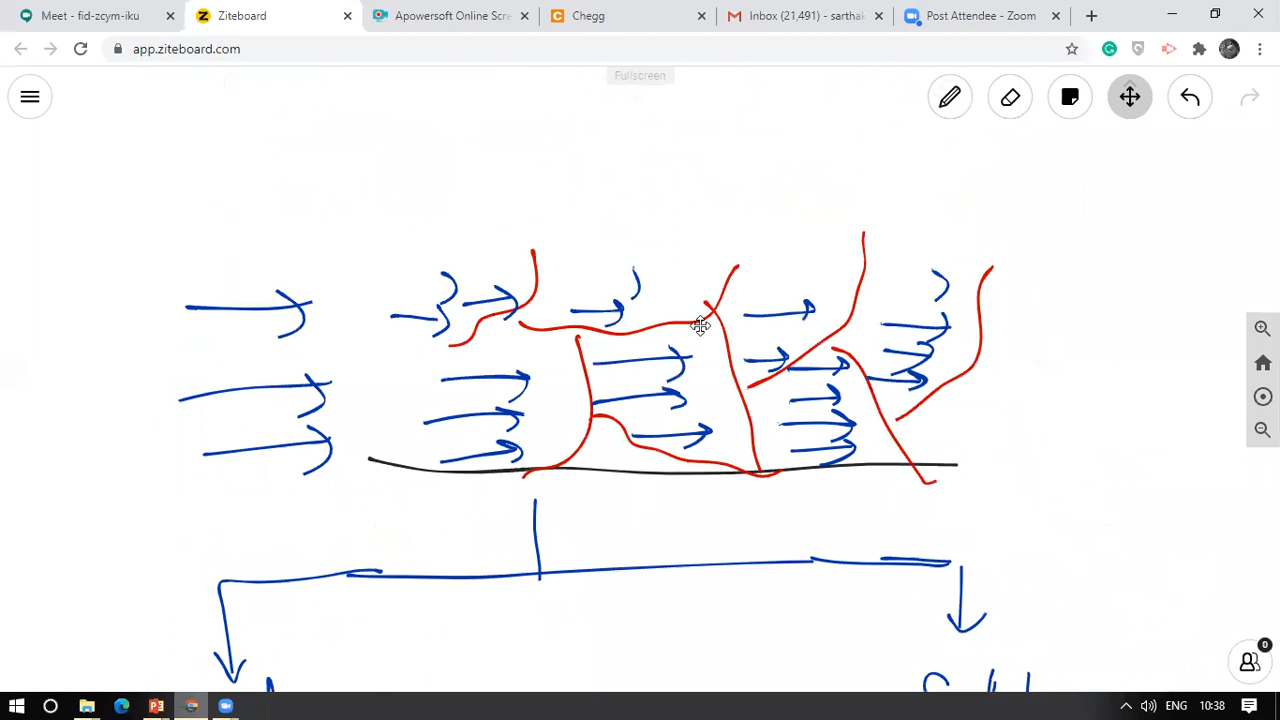 Meet - fid-zcym-iku
Ziteboard
Apowersoft Online Scre
Chegg
Inbox (21,491) - sarthak
Post Attendee - Zoom
app.ziteboard.com
Fullscreen
0
ENG
10:38